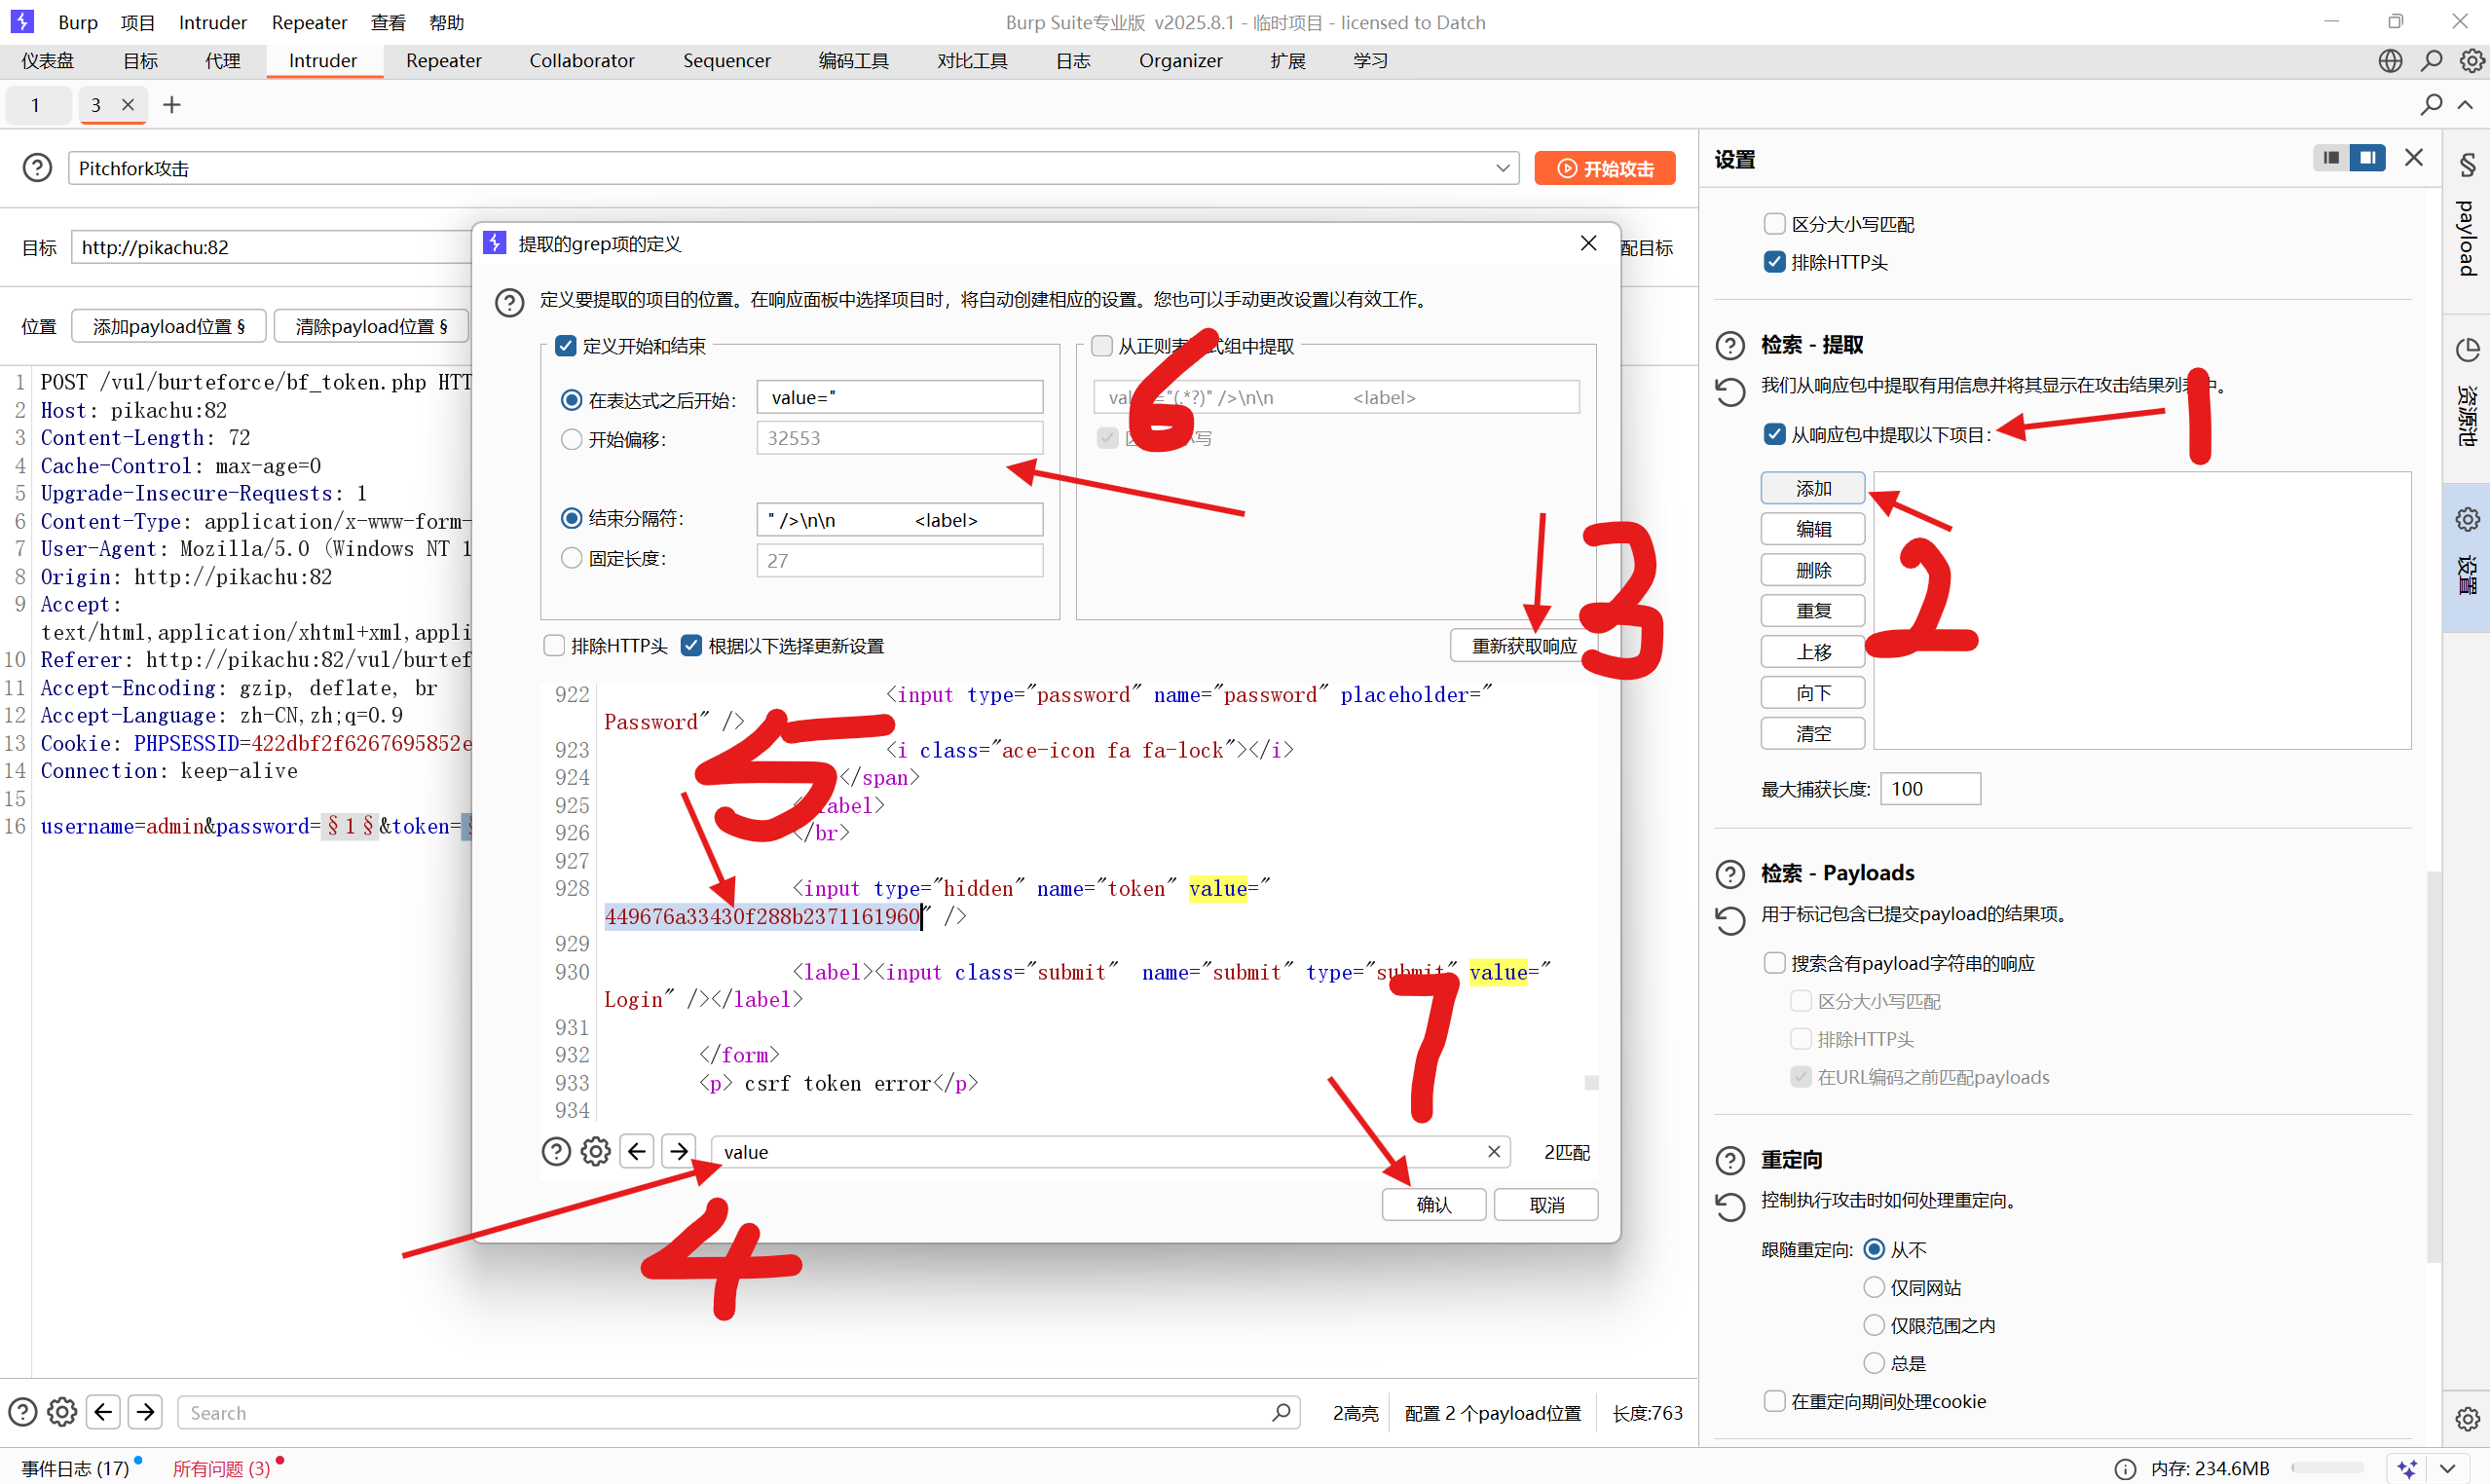 Burp 项目 Intruder Repeater 查看 帮助
Burp Suite专业版 v2025.8.1 - 临时项目 - licensed to Datch
仪表盘 目标 代理 Intruder Repeater Collaborator Sequencer 编码工具 对比工具 日志 Organizer 扩展 学习
1 3
Pitchfork攻击
开始攻击
目标 http://pikachu:82
配目标
位置 添加payload位置 § 清除payload位置 §
1 POST /vul/burteforce/bf_token.php HTT
2 Host: pikachu:82
3 Content-Length: 72
4 Cache-Control: max-age=0
5 Upgrade-Insecure-Requests: 1
6 Content-Type: application/x-www-form-
7 User-Agent: Mozilla/5.0 (Windows NT 1
8 Origin: http://pikachu:82
9 Accept:
text/html,application/xhtml+xml,appli
10 Referer: http://pikachu:82/vul/burtef
11 Accept-Encoding: gzip, deflate, br
12 Accept-Language: zh-CN,zh;q=0.9
13 Cookie: PHPSESSID=422dbf2f6267695852e
14 Connection: keep-alive
15
16 username=admin&password=§1§&token=§
提取的grep项的定义
定义要提取的项目的位置。在响应面板中选择项目时，将自动创建相应的设置。您也可以手动更改设置以有效工作。
定义开始和结束
在表达式之后开始: value="
开始偏移: 32553
结束分隔符: " />\n\n <label>
固定长度: 27
从正则表 式组中提取
"(.*?)" />\n\n <label>
写
6
排除HTTP头 根据以下选择更新设置
重新获取响应
3
922 <input type="password" name="password" placeholder="
Password" />
923 <i class="ace-icon fa fa-lock"></i>
924 </span>
925 label>
926 </br>
927
928 <input type="hidden" name="token" value="
449676a33430f288b2371161960" />
929
930 <label><input class="submit" name="submit" type="submit" value="
Login" /></label>
931
932 </form>
933 <p> csrf token error</p>
934
5
7
value
2匹配
4
确认 取消
设置
区分大小写匹配
排除HTTP头
检索 - 提取
我们从响应包中提取有用信息并将其显示在攻击结果列表中。
从响应包中提取以下项目:
1
添加
编辑
删除
重复
上移
向下
清空
2
最大捕获长度: 100
检索 - Payloads
用于标记包含已提交payload的结果项。
搜索含有payload字符串的响应
区分大小写匹配
排除HTTP头
在URL编码之前匹配payloads
重定向
控制执行攻击时如何处理重定向。
跟随重定向: 从不
仅同网站
仅限范围之内
总是
在重定向期间处理cookie
payload
资源池
设置
Search
2高亮 配置 2 个payload位置 长度:763
事件日志 (17) 所有问题 (3)
内存: 234.6MB